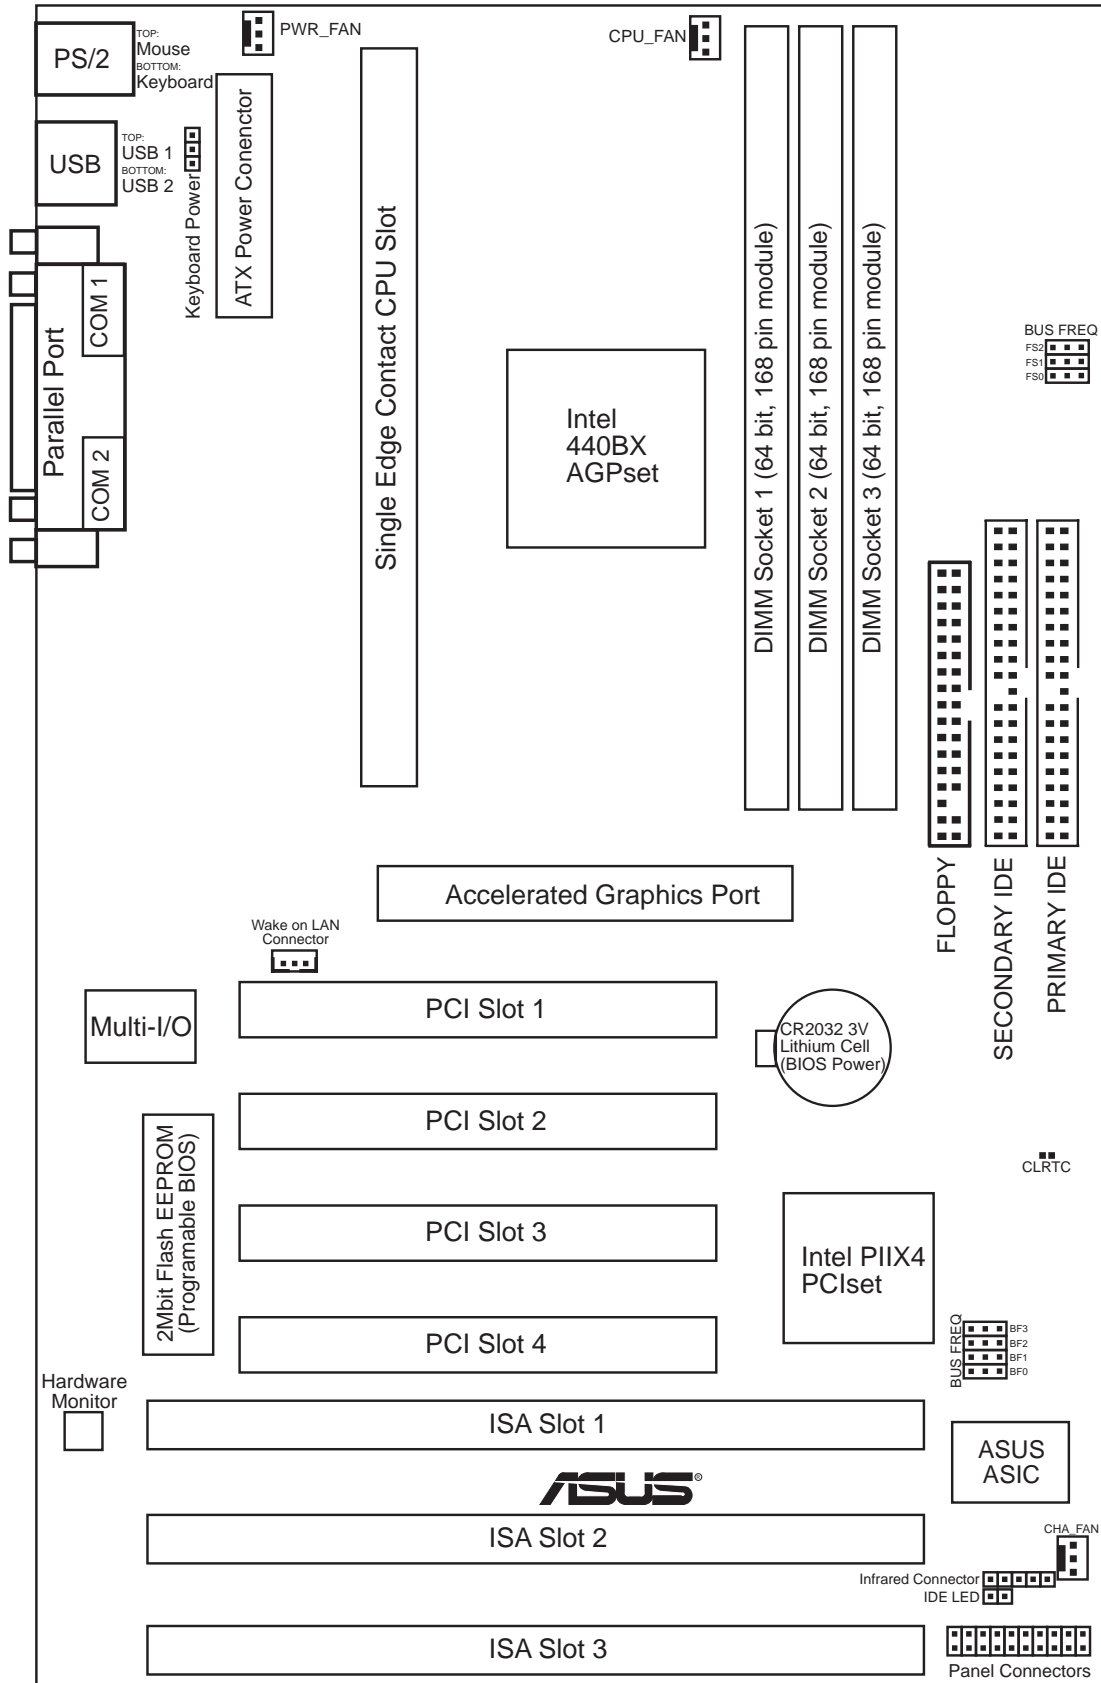 PS/2
TOP:
Mouse
BOTTOM:
Keyboard
PWR_FAN
CPU_FAN
USB
TOP:
USB 1
BOTTOM:
USB 2
Keyboard Power
ATX Power Conenctor
Single Edge Contact CPU Slot
Parallel Port
COM 1
COM 2
Intel
440BX
AGPset
DIMM Socket 1 (64 bit, 168 pin module)
DIMM Socket 2 (64 bit, 168 pin module)
DIMM Socket 3 (64 bit, 168 pin module)
BUS FREQ
FS2
FS1
FS0
FLOPPY
SECONDARY IDE
PRIMARY IDE
Accelerated Graphics Port
Wake on LAN
Connector
Multi-I/O
PCI Slot 1
CR2032 3V
Lithium Cell
(BIOS Power)
PCI Slot 2
2Mbit Flash EEPROM
(Programable BIOS)
CLRTC
PCI Slot 3
Intel PIIX4
PCIset
PCI Slot 4
BUS FREQ
BF3
BF2
BF1
BF0
Hardware
Monitor
ISA Slot 1
ASUS
ASIC
ASUS®
ISA Slot 2
CHA_FAN
Infrared Connector
IDE LED
ISA Slot 3
Panel Connectors